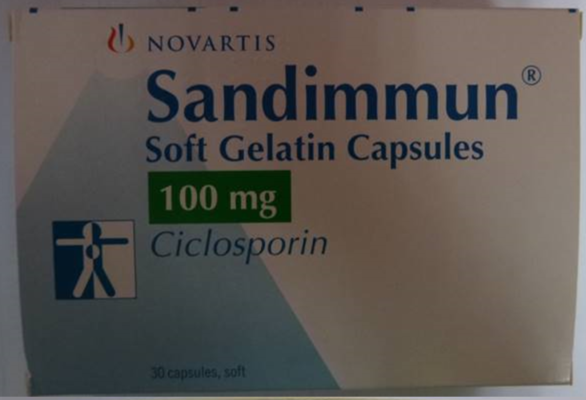 NOVARTIS
Sandimmun®
Soft Gelatin Capsules
100 mg
Ciclosporin
30 capsules, soft